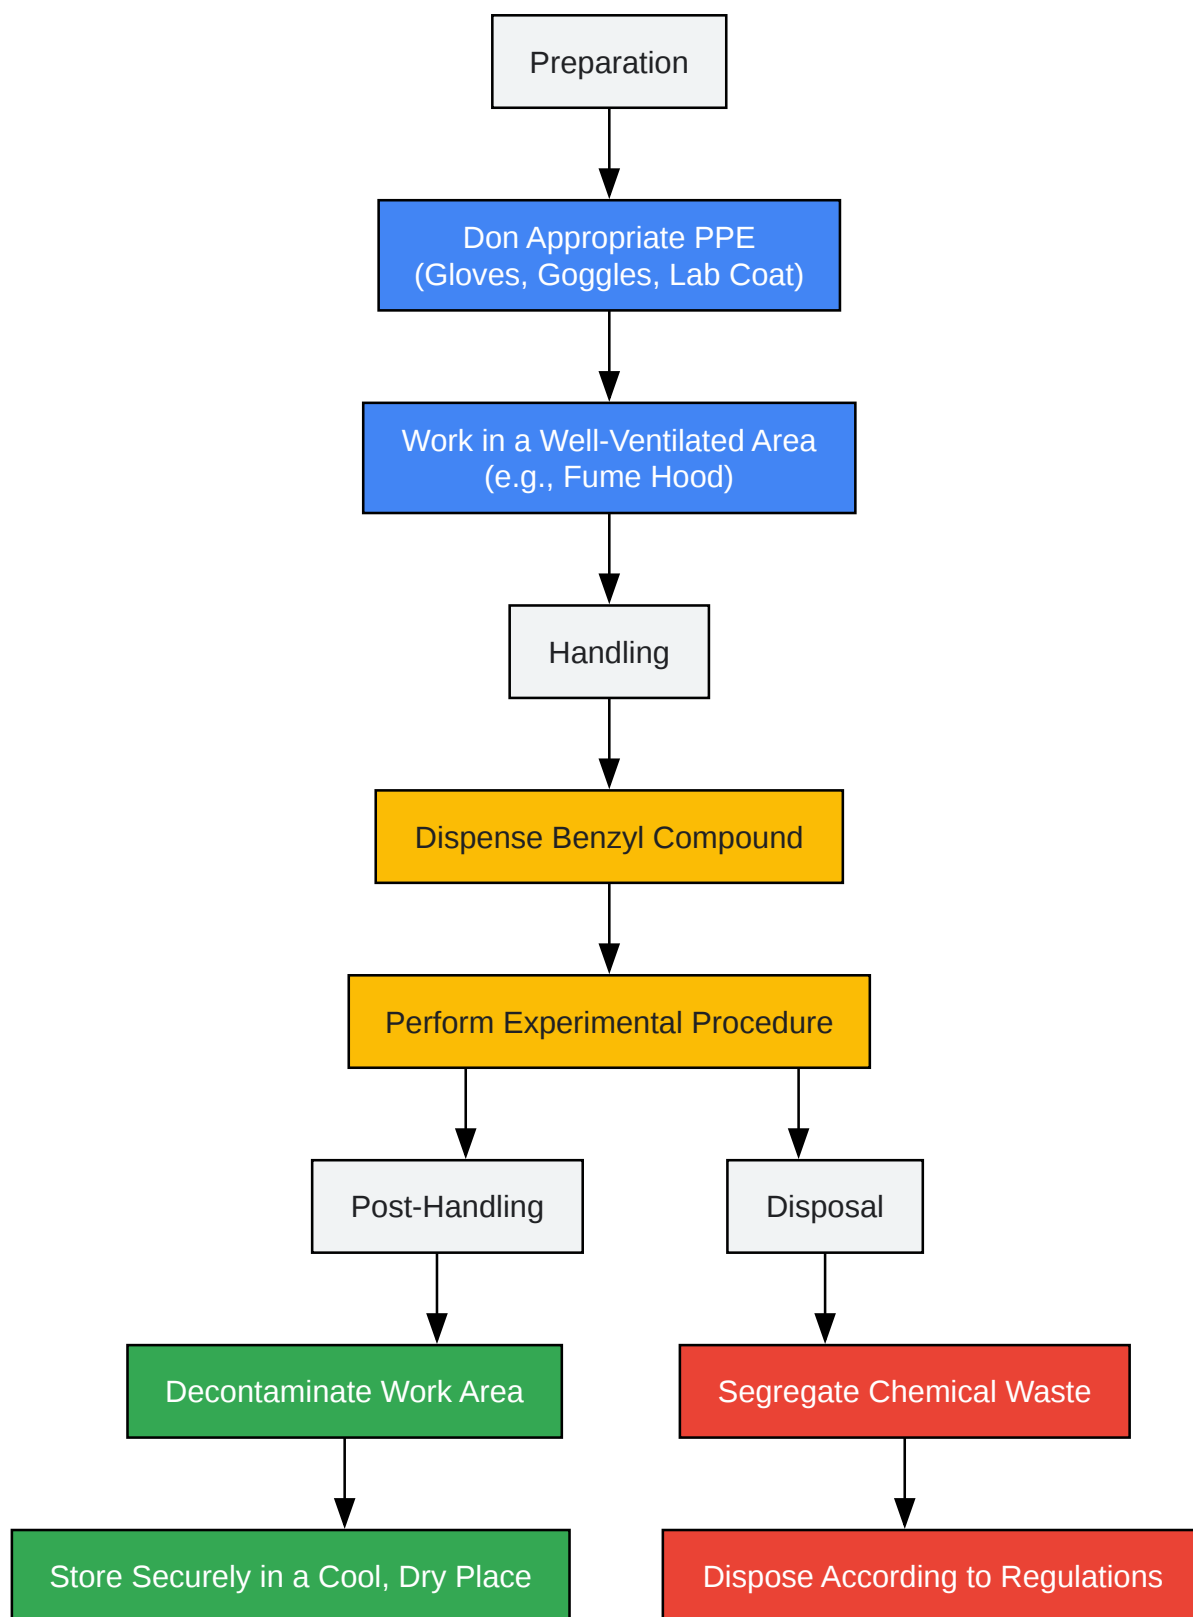 Preparation
Don Appropriate PPE
(Gloves, Goggles, Lab Coat)
Work in a Well-Ventilated Area
(e.g., Fume Hood)
Handling
Dispense Benzyl Compound
Perform Experimental Procedure
Post-Handling
Disposal
Decontaminate Work Area
Segregate Chemical Waste
Store Securely in a Cool, Dry Place
Dispose According to Regulations